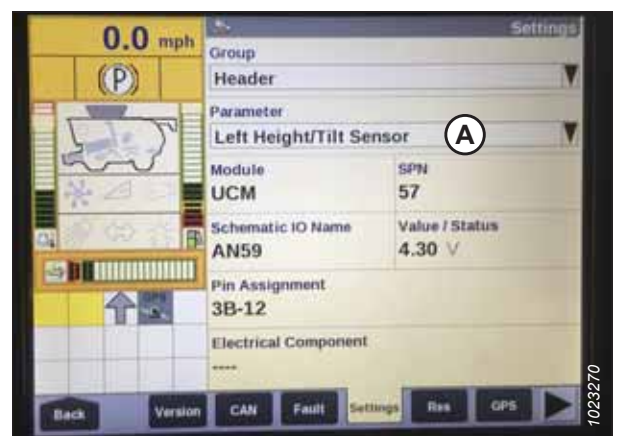 0.0 mph
Settings
(P)
Group
Header
Parameter
Left Height/Tilt Sensor
A
Module
SPN
UCM
57
Schematic IO Name
Value / Status
AN59
4.30 V
Pin Assignment
3B-12
GPS
Electrical Component
----
Back
Version
CAN
Fault
Settings
Res
GPS
1023270